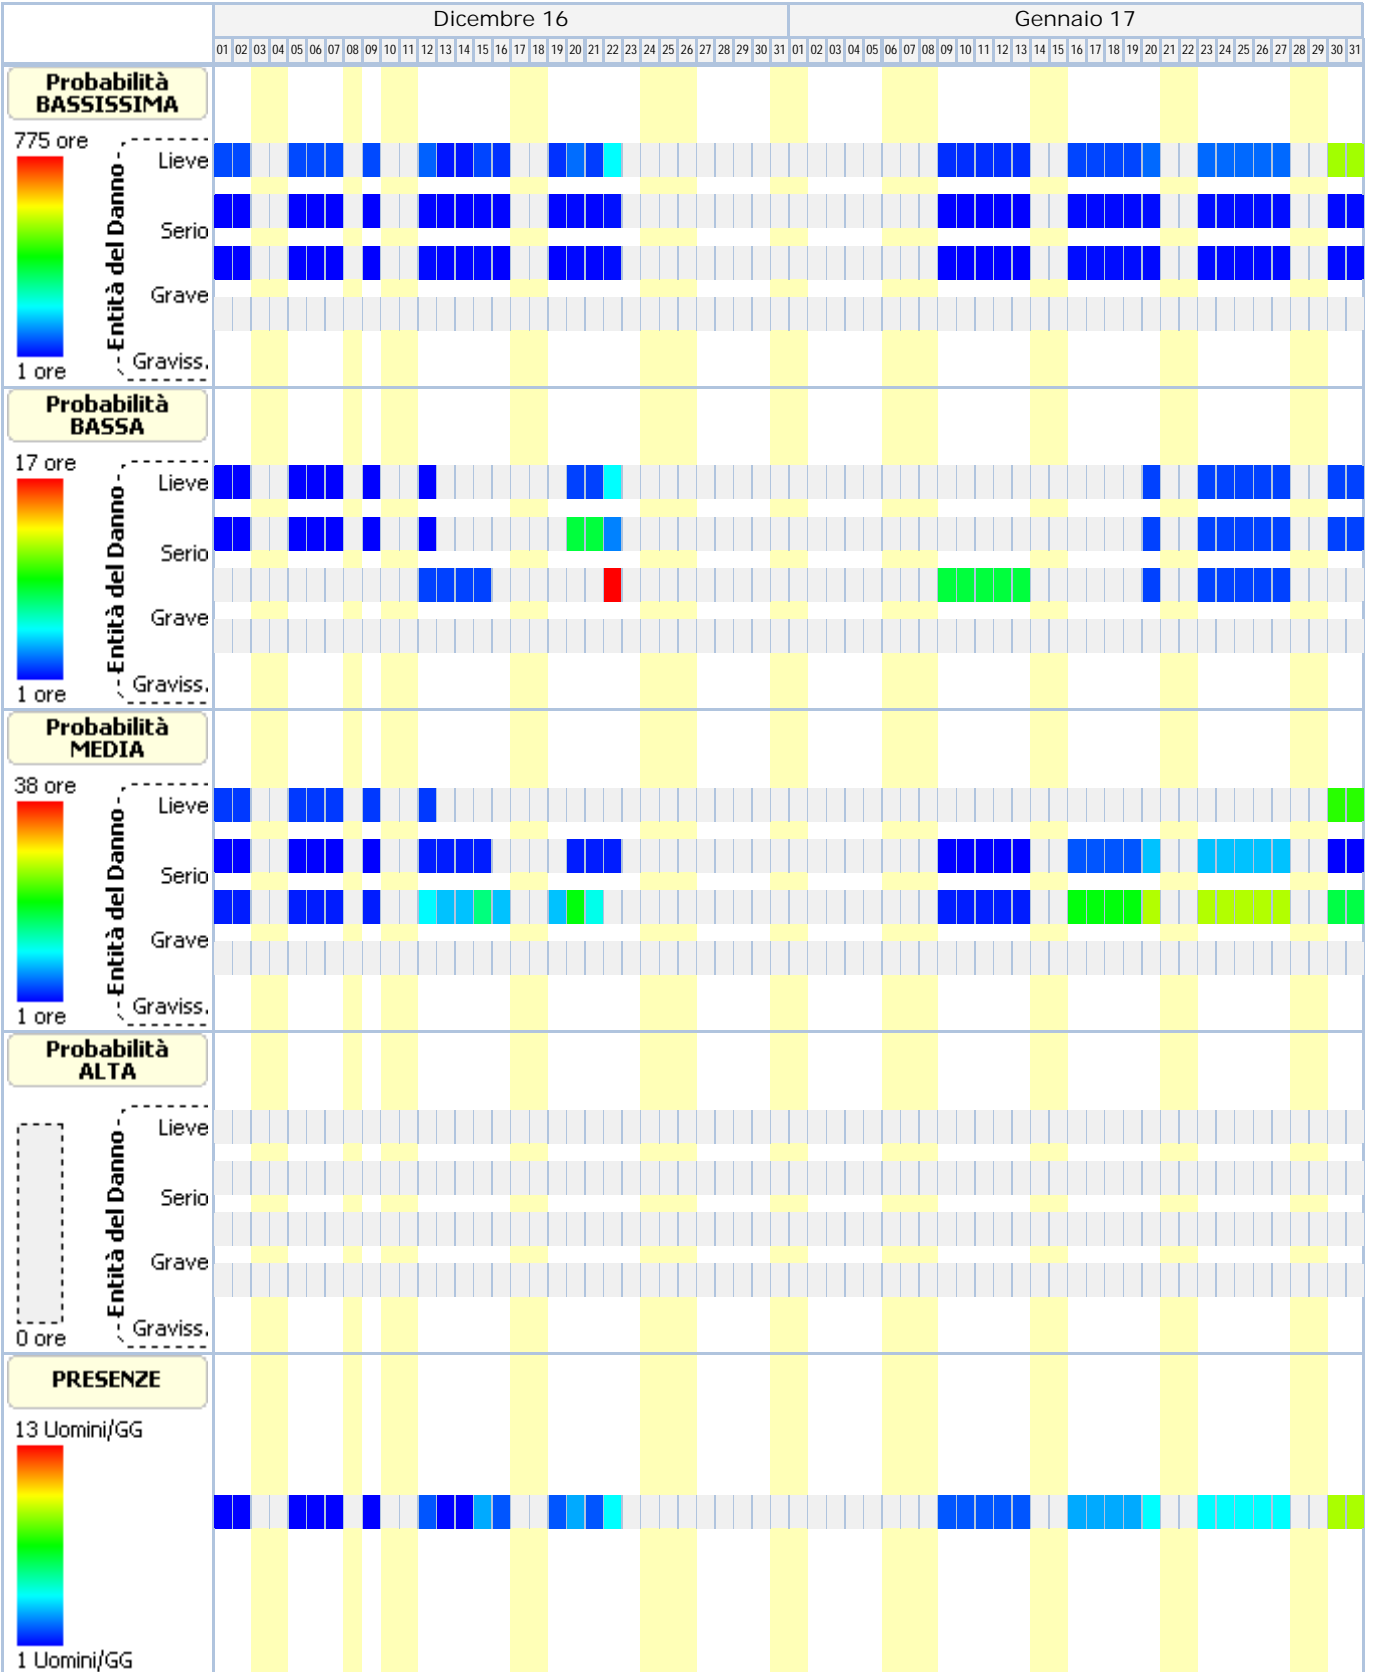 Dicembre 16 Gennaio 17
01 02 03 04 05 06 07 08 09 10 11 12 13 14 15 16 17 18 19 20 21 22 23 24 25 26 27 28 29 30 31 01 02 03 04 05 06 07 08 09 10 11 12 13 14 15 16 17 18 19 20 21 22 23 24 25 26 27 28 29 30 31
Probabilità
BASSISSIMA
775 ore
Entità del Danno
Lieve
Serio
Grave
Graviss.
1 ore
Probabilità
BASSA
17 ore
Entità del Danno
Lieve
Serio
Grave
Graviss.
1 ore
Probabilità
MEDIA
38 ore
Entità del Danno
Lieve
Serio
Grave
Graviss.
1 ore
Probabilità
ALTA
Entità del Danno
Lieve
Serio
Grave
Graviss.
0 ore
PRESENZE
13 Uomini/GG
1 Uomini/GG